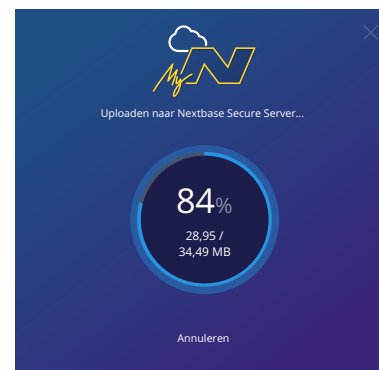 My N
Uploaden naar Nextbase Secure Server...
84%
28,95 /
34,49 MB
Annuleren